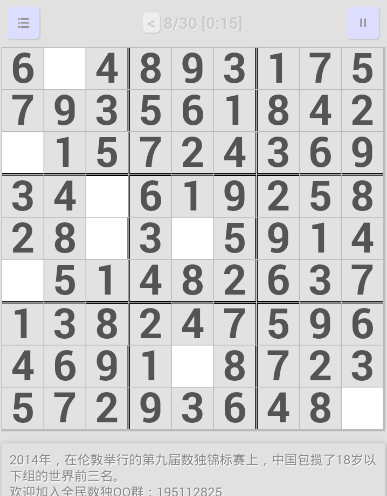 < 8/30 [0:15]
6 4 8 9 3 1 7 5
7 9 3 5 6 1 8 4 2
1 5 7 2 4 3 6 9
3 4 6 1 9 2 5 8
2 8 3 5 9 1 4
5 1 4 8 2 6 3 7
1 3 8 2 4 7 5 9 6
4 6 9 1 8 7 2 3
5 7 2 9 3 6 4 8
2014年，在伦敦举行的第九届数独锦标赛上，中国包揽了18岁以
下组的世界前三名。
欢迎加入全民数独QQ群：195112825